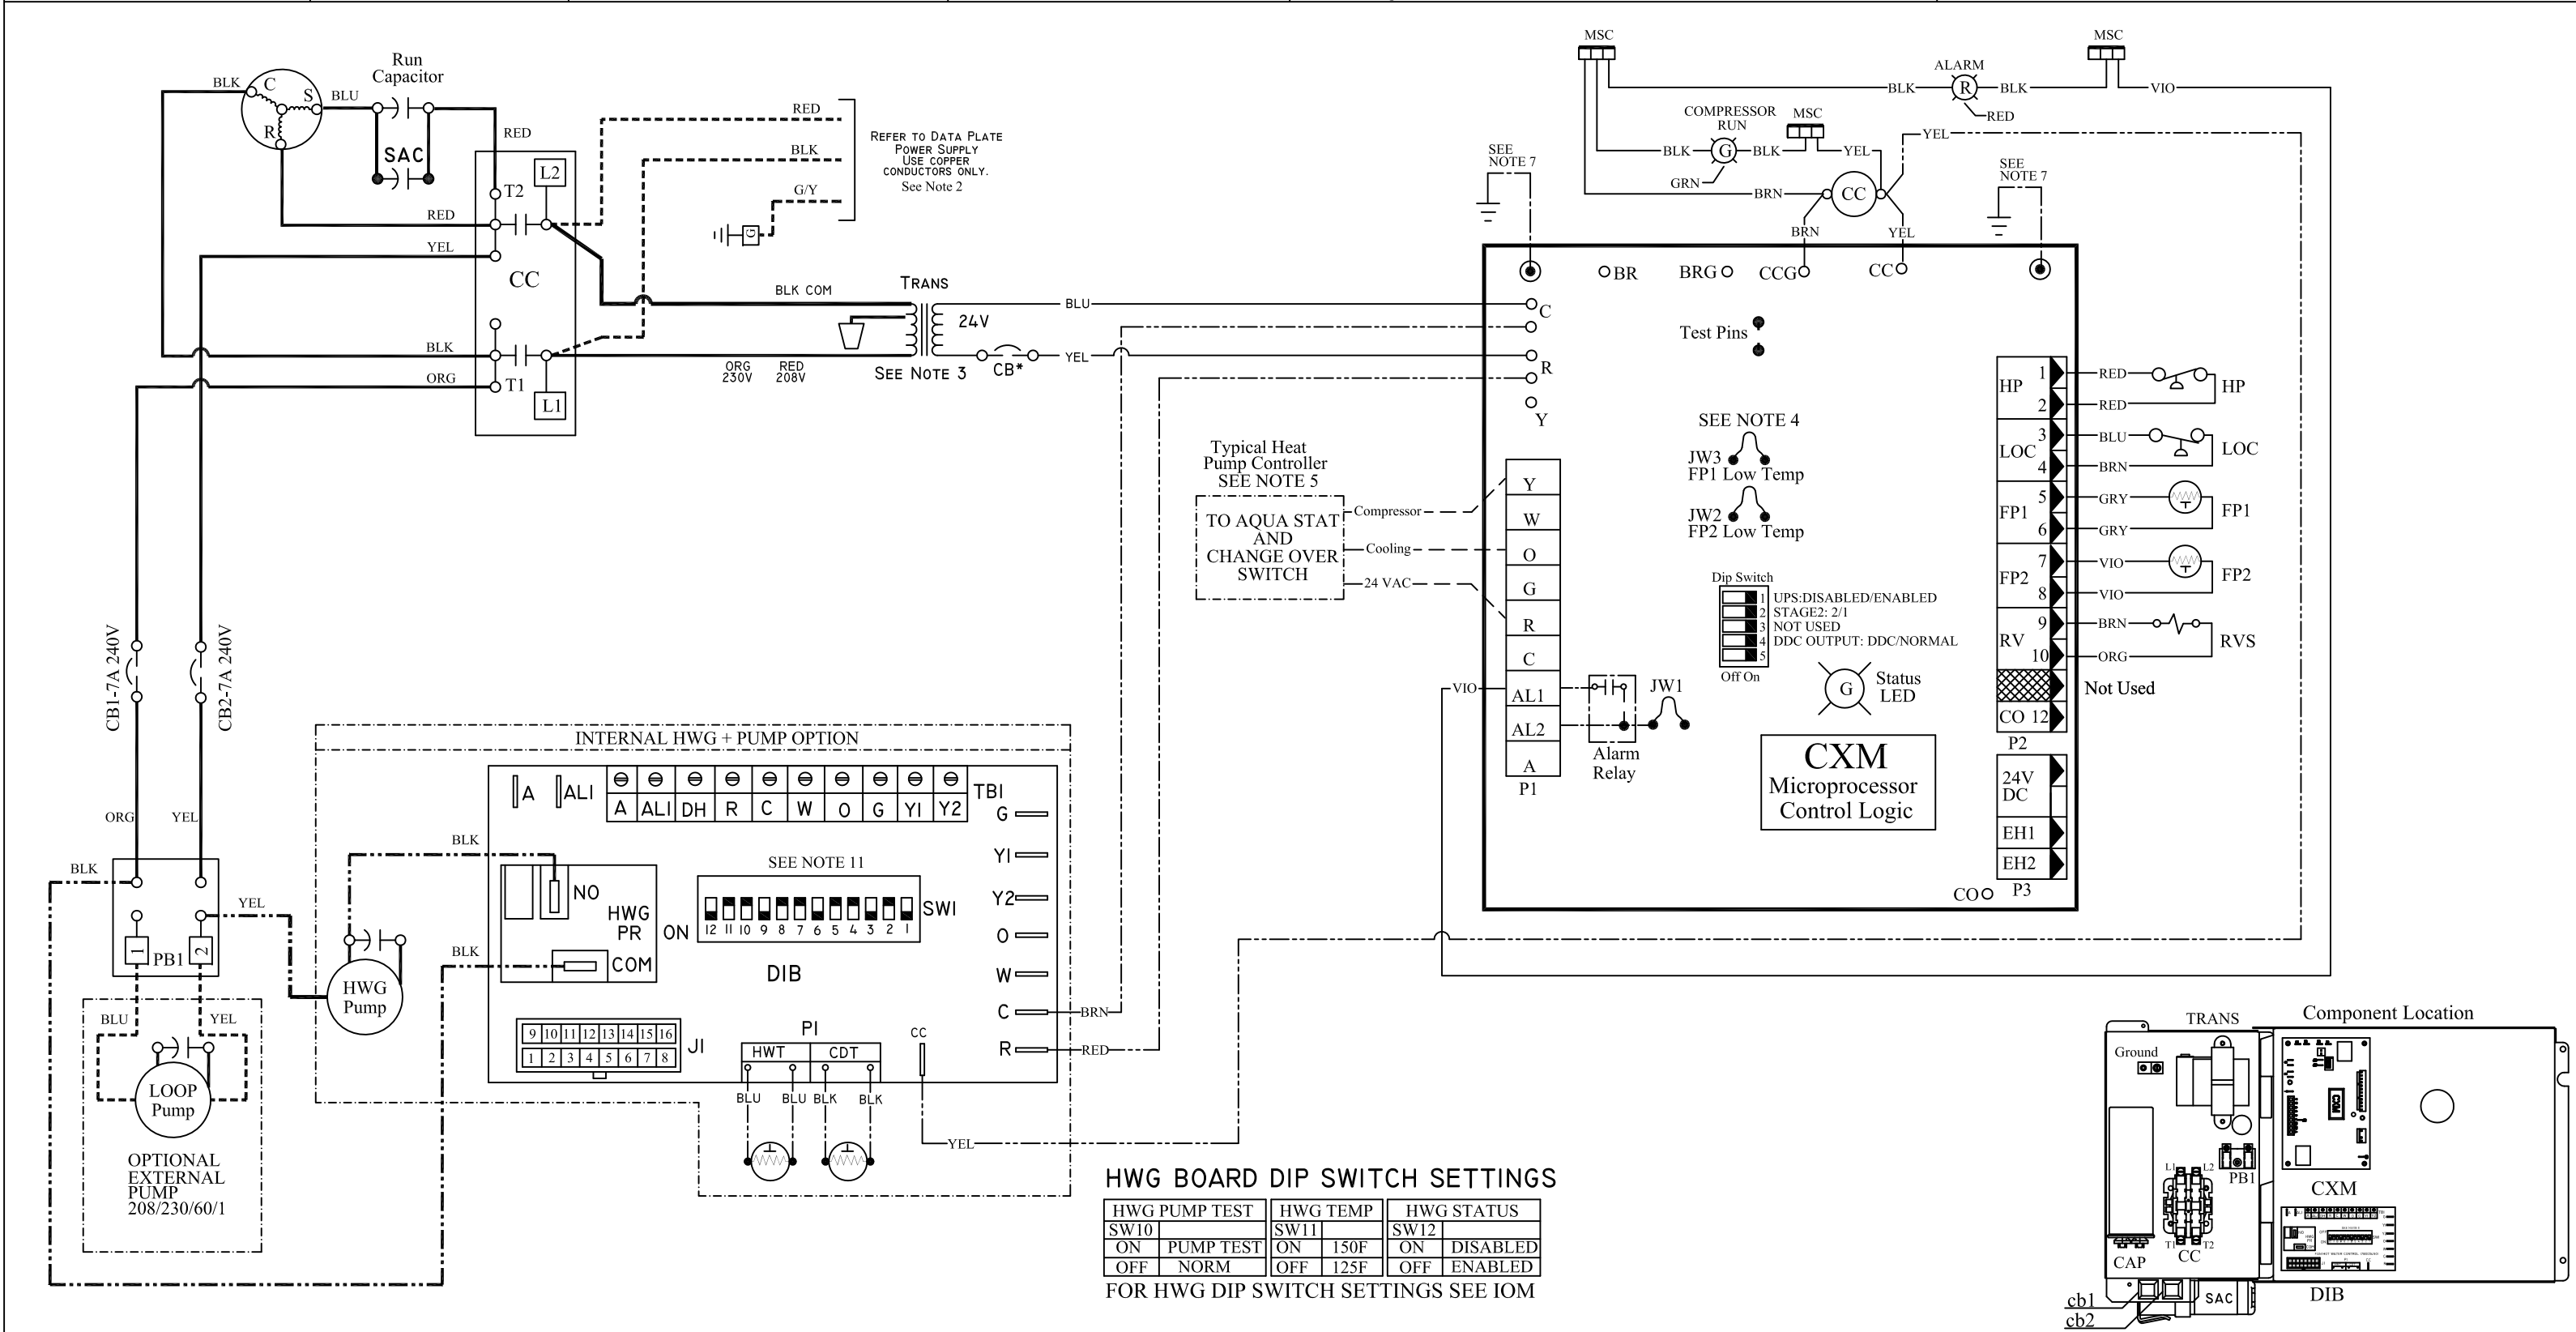 Run
Capacitor
BLK
C
S
BLU
R
SAC
RED
L2
T2
RED
YEL
CC
BLK
ORG
T1
L1
RED
BLK
G/Y
G
REFER TO DATA PLATE
POWER SUPPLY
USE COPPER
CONDUCTORS ONLY.
See Note 2
BLK COM
TRANS
24V
ORG
230V
RED
208V
SEE NOTE 3
CB*
BLU
YEL
MSC
MSC
ALARM
BLK
R
BLK
VIO
RED
COMPRESSOR
RUN
MSC
BLK
G
BLK
YEL
GRN
YEL
BRN
CC
BRN
YEL
SEE
NOTE 7
SEE
NOTE 7
BR
BRG
CCG
CC
C
R
Y
Test Pins
SEE NOTE 4
JW3
FP1 Low Temp
JW2
FP2 Low Temp
Typical Heat
Pump Controller
SEE NOTE 5
TO AQUA STAT
AND
CHANGE OVER
SWITCH
Compressor
Cooling
24 VAC
Y
W
O
G
R
C
AL1
AL2
A
P1
VIO
JW1
Alarm
Relay
Dip Switch
1 UPS:DISABLED/ENABLED
2 STAGE2: 2/1
3 NOT USED
4 DDC OUTPUT: DDC/NORMAL
5
Off On
G
Status
LED
CXM
Microprocessor
Control Logic
HP
1
2
LOC
3
4
FP1
5
6
FP2
7
8
RV
9
10
CO 12
P2
24V
DC
EH1
EH2
P3
CO
RED
RED
HP
BLU
BRN
LOC
GRY
GRY
FP1
VIO
VIO
FP2
BRN
ORG
RVS
Not Used
CB1-7A 240V
CB2-7A 240V
ORG
YEL
BLK
YEL
1
2
PB1
BLU
YEL
LOOP
Pump
OPTIONAL
EXTERNAL
PUMP
208/230/60/1
HWG
Pump
INTERNAL HWG + PUMP OPTION
A
AL1
A AL1 DH R C W O G Y1 Y2
TB1
G
Y1
Y2
O
W
C
R
BLK
NO
HWG
PR
BLK
COM
SEE NOTE 11
ON
12 11 10 9 8 7 6 5 4 3 2 1
SW1
DIB
9 10 11 12 13 14 15 16
1 2 3 4 5 6 7 8
J1
P1
HWT
CDT
CC
BLU
BLU
BLK
BLK
YEL
BRN
RED
HWG BOARD DIP SWITCH SETTINGS
HWG PUMP TEST
HWG TEMP
HWG STATUS
SW10
SW11
SW12
ON PUMP TEST ON 150F ON DISABLED
OFF NORM OFF 125F OFF ENABLED
FOR HWG DIP SWITCH SETTINGS SEE IOM
Component Location
TRANS
Ground
CXM
PB1
L1
L2
T1
T2
CC
CAP
CXM
DIB
SAC
cb1
cb2